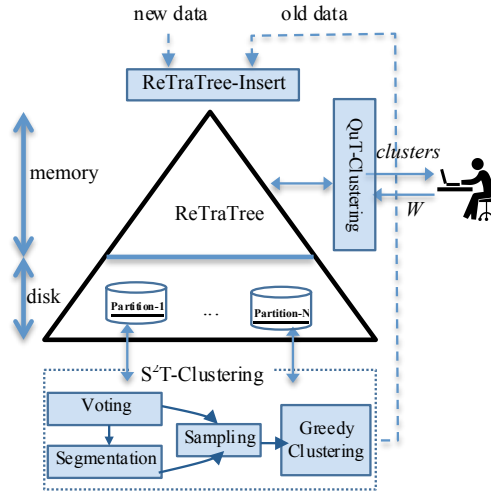 new data
old data
ReTraTree-Insert
memory
QuT-Clustering
clusters
W
ReTraTree
disk
Partition-1
...
Partition-N
S²T-Clustering
Voting
Segmentation
Sampling
Greedy
Clustering